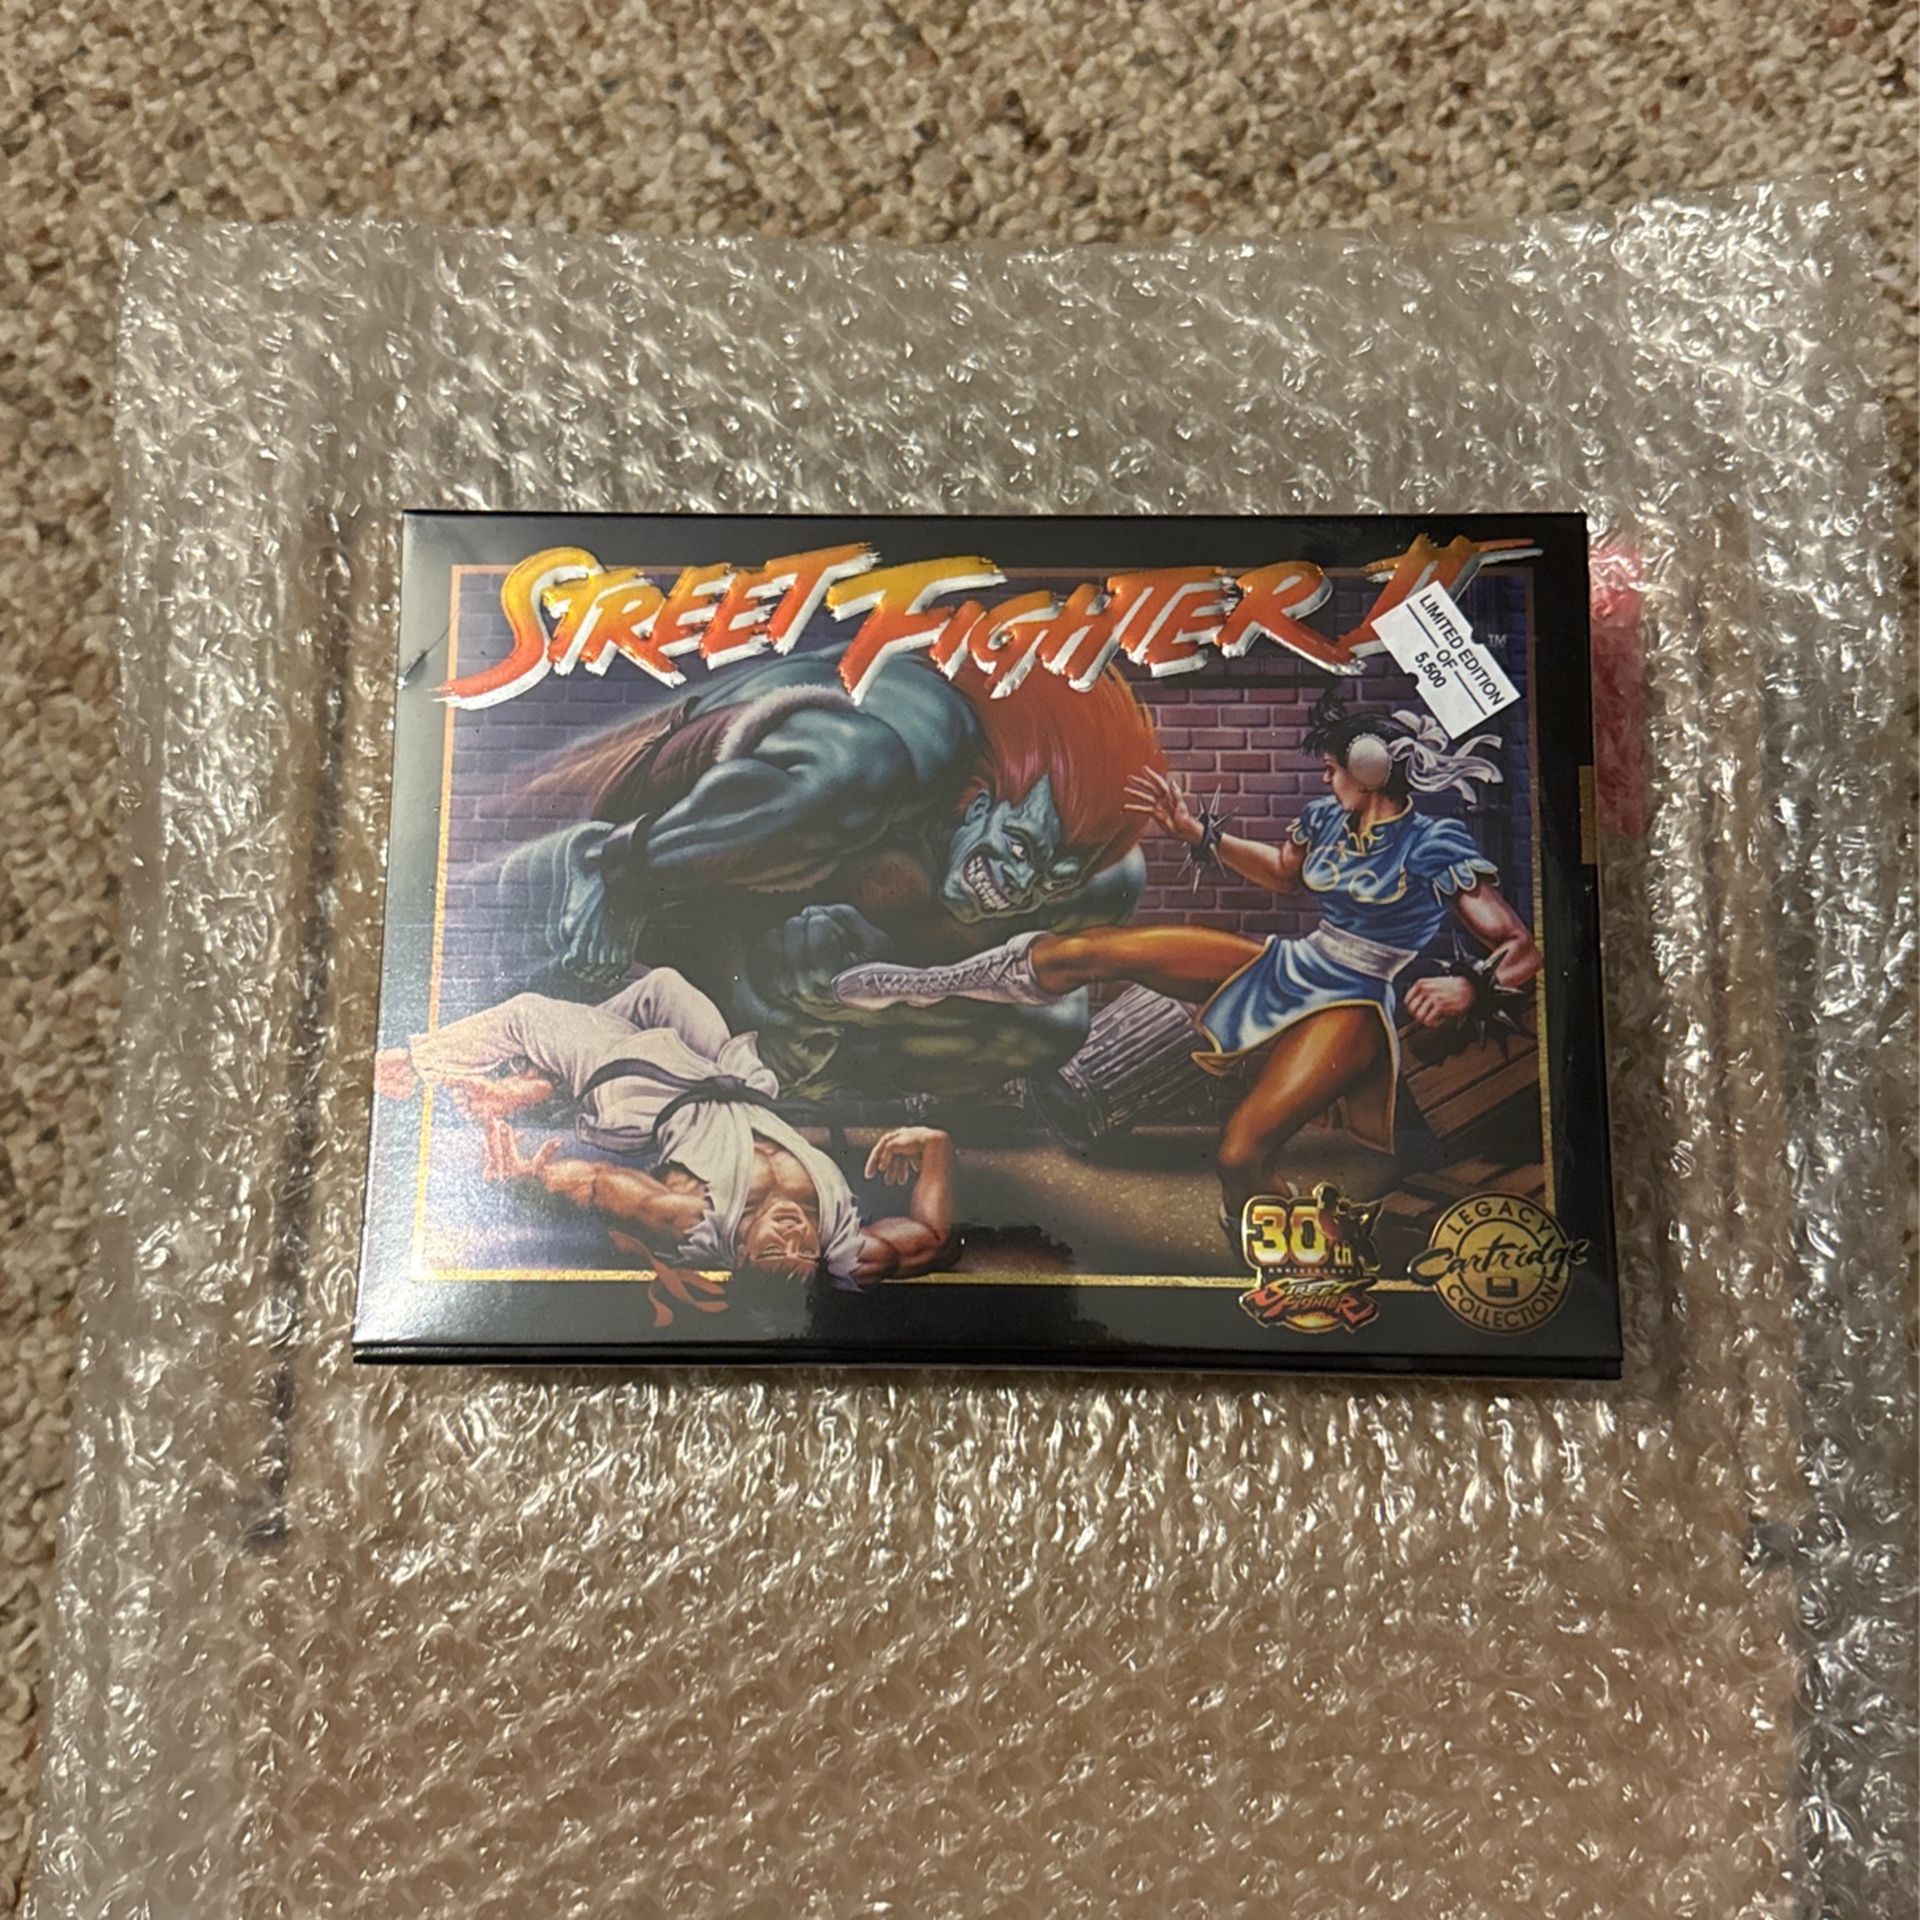 STREET FIGHTER II
TM
LIMITED EDITION
OF
5,500
30th
ANNIVERSARY
STREET
FIGHTER
LEGACY
Cartridge
COLLECTION